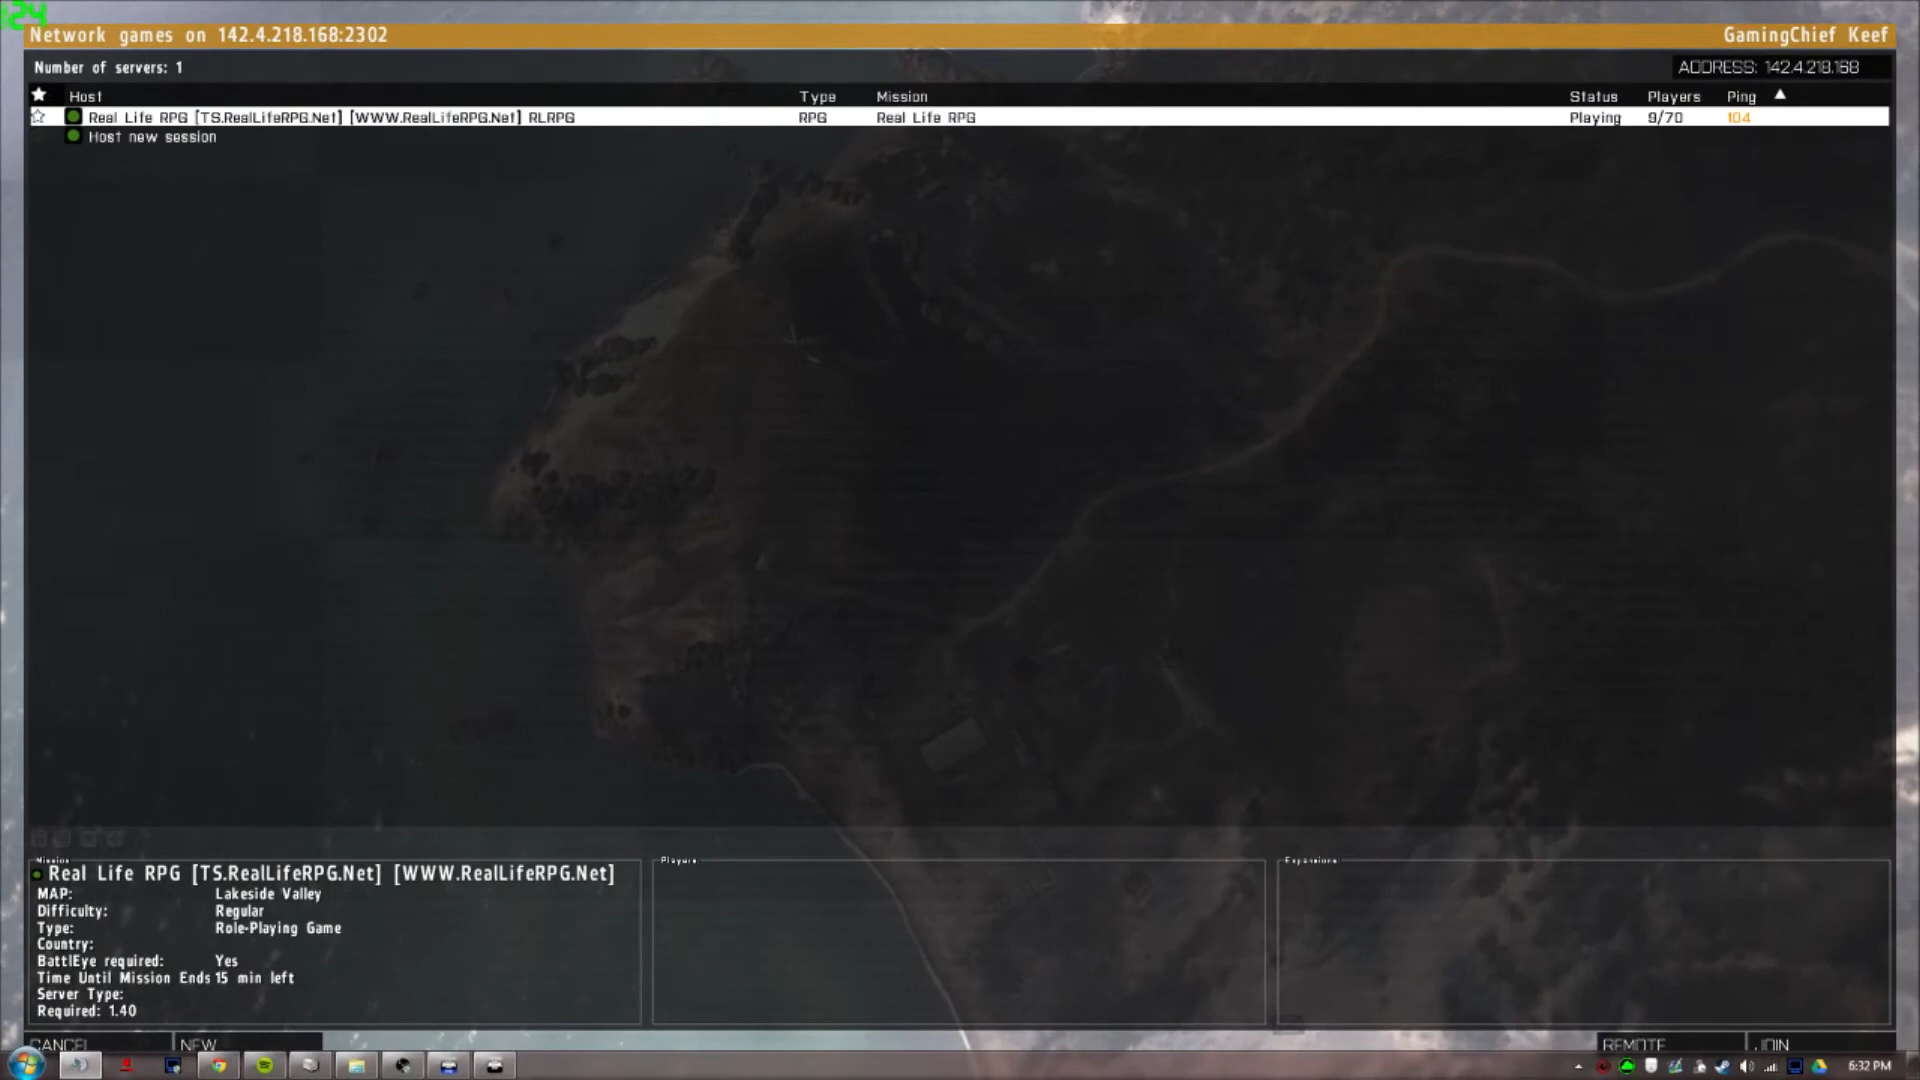 124
Network games on 142.4.218.168:2302 GamingChief Keef
Number of servers: 1 ADDRESS: 142.4.218.168
Host Type Mission Status Players Ping
Real Life RPG [TS.RealLifeRPG.Net] [WWW.RealLifeRPG.Net] RLRPG RPG Real Life RPG Playing 9/70 104
Host new session
Mission Players Expansions
Real Life RPG [TS.RealLifeRPG.Net] [WWW.RealLifeRPG.Net]
MAP: Lakeside Valley
Difficulty: Regular
Type: Role-Playing Game
Country:
BattlEye required: Yes
Time Until Mission Ends 15 min left
Server Type:
Required: 1.40
CANCEL NEW REMOTE JOIN
6:32 PM